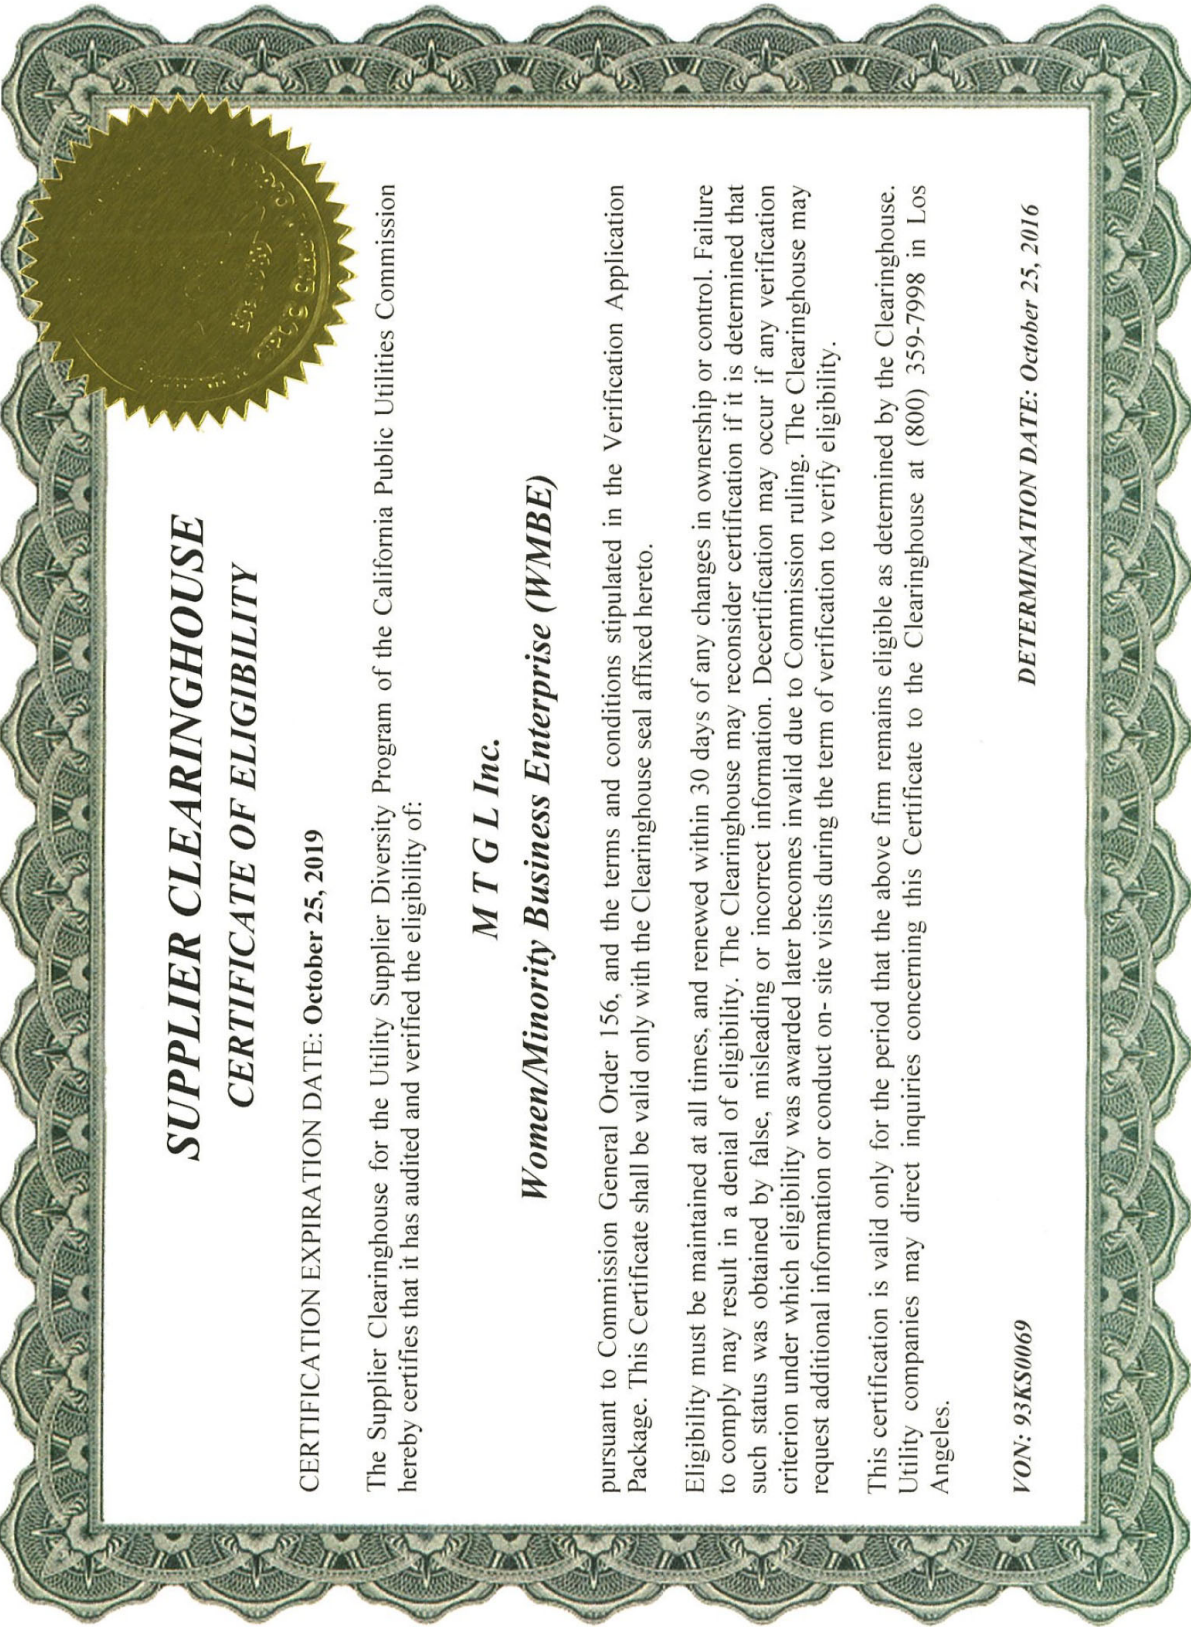 SUPPLIER CLEARINGHOUSE
CERTIFICATE OF ELIGIBILITY
CERTIFICATION EXPIRATION DATE: October 25, 2019
The Supplier Clearinghouse for the Utility Supplier Diversity Program of the California Public Utilities Commission
hereby certifies that it has audited and verified the eligibility of:
M T G L Inc.
Women/Minority Business Enterprise (WMBE)
pursuant to Commission General Order 156, and the terms and conditions stipulated in the Verification Application
Package. This Certificate shall be valid only with the Clearinghouse seal affixed hereto.
Eligibility must be maintained at all times, and renewed within 30 days of any changes in ownership or control. Failure
to comply may result in a denial of eligibility. The Clearinghouse may reconsider certification if it is determined that
such status was obtained by false, misleading or incorrect information. Decertification may occur if any verification
criterion under which eligibility was awarded later becomes invalid due to Commission ruling. The Clearinghouse may
request additional information or conduct on- site visits during the term of verification to verify eligibility.
This certification is valid only for the period that the above firm remains eligible as determined by the Clearinghouse.
Utility companies may direct inquiries concerning this Certificate to the Clearinghouse at (800) 359-7998 in Los
Angeles.
VON: 93KS0069 DETERMINATION DATE: October 25, 2016